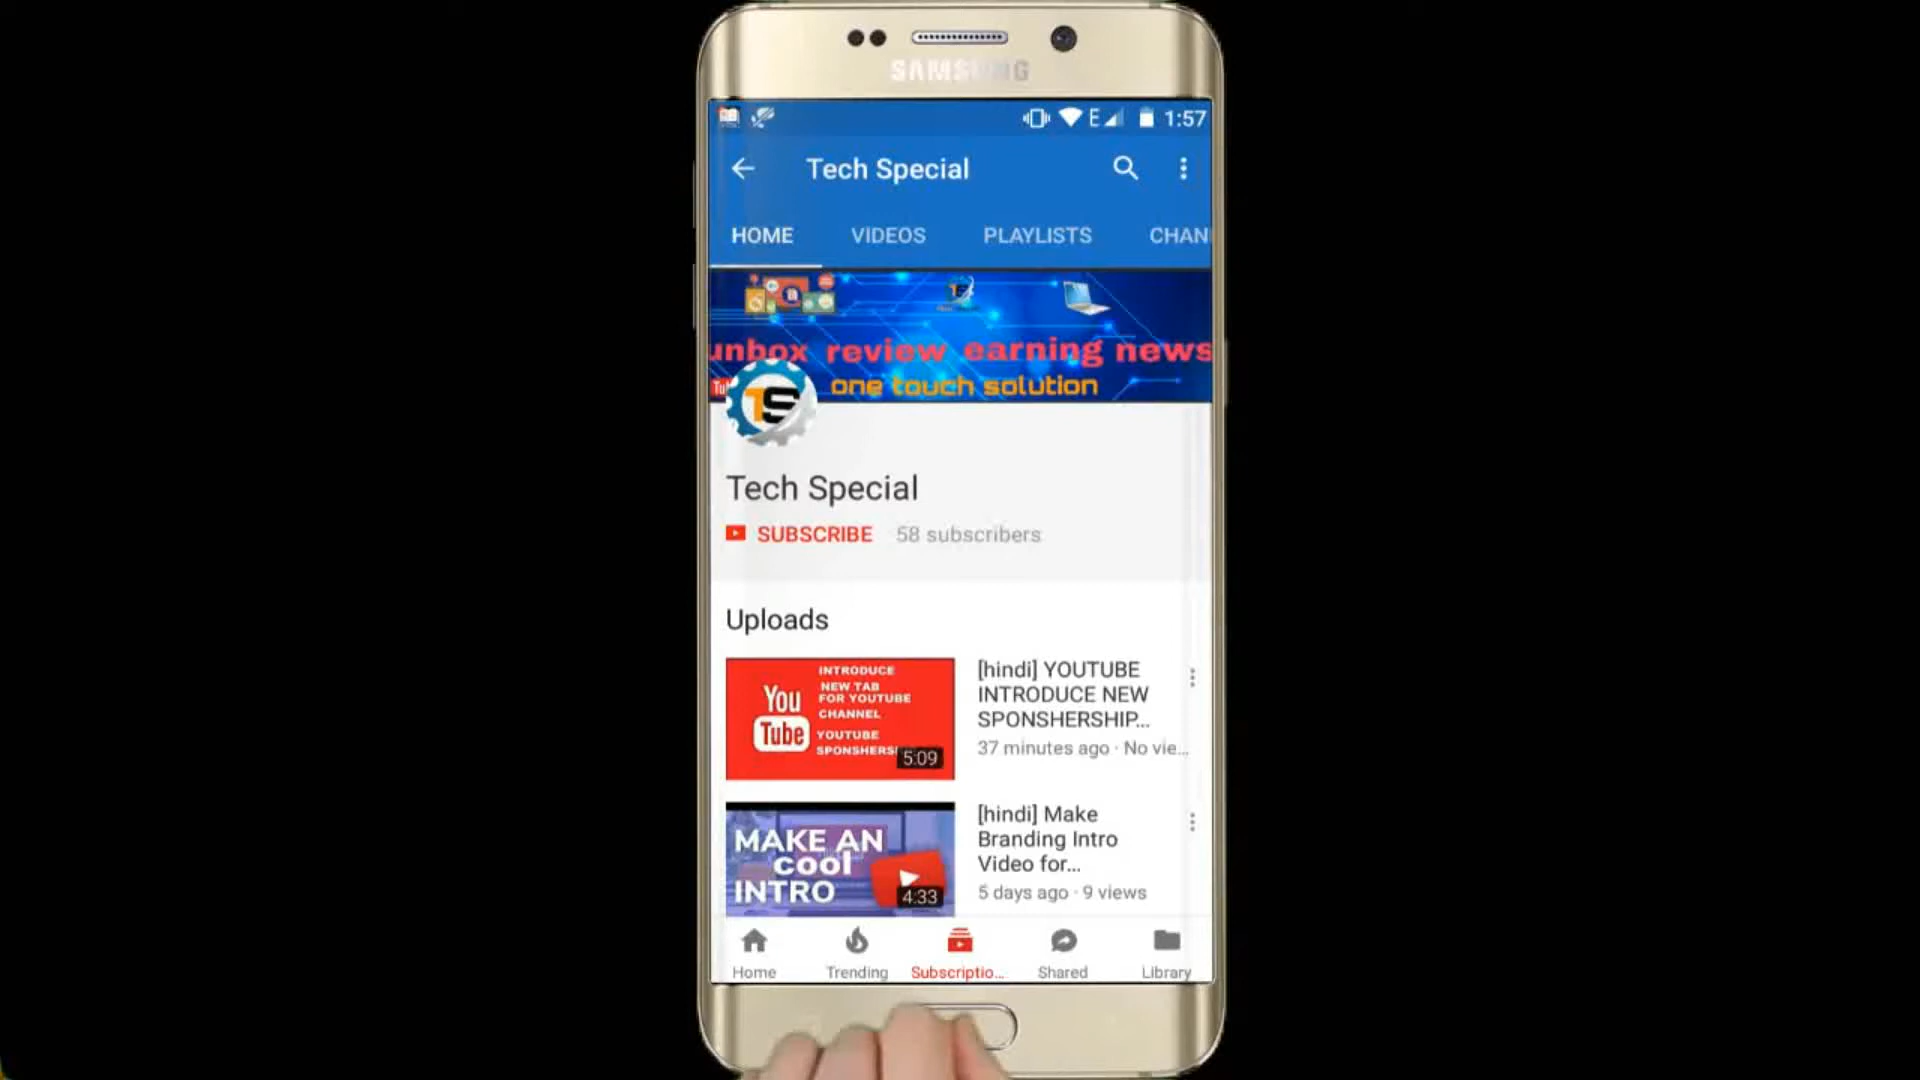 SAMSUNG
E 1:57
Tech Special
HOME VIDEOS PLAYLISTS CHAN
unbox review earning news
one touch solution
TS
Tech Special
SUBSCRIBE 58 subscribers
Uploads
INTRODUCE
NEW TAB
FOR YOUTUBE
CHANNEL
YOUTUBE
SPONSHERS
You
Tube
5:09
[hindi] YOUTUBE
INTRODUCE NEW
SPONSHERSHIP...
37 minutes ago · No vie...
MAKE AN
cool
INTRO
4:33
[hindi] Make
Branding Intro
Video for...
5 days ago · 9 views
Home Trending Subscriptio... Shared Library